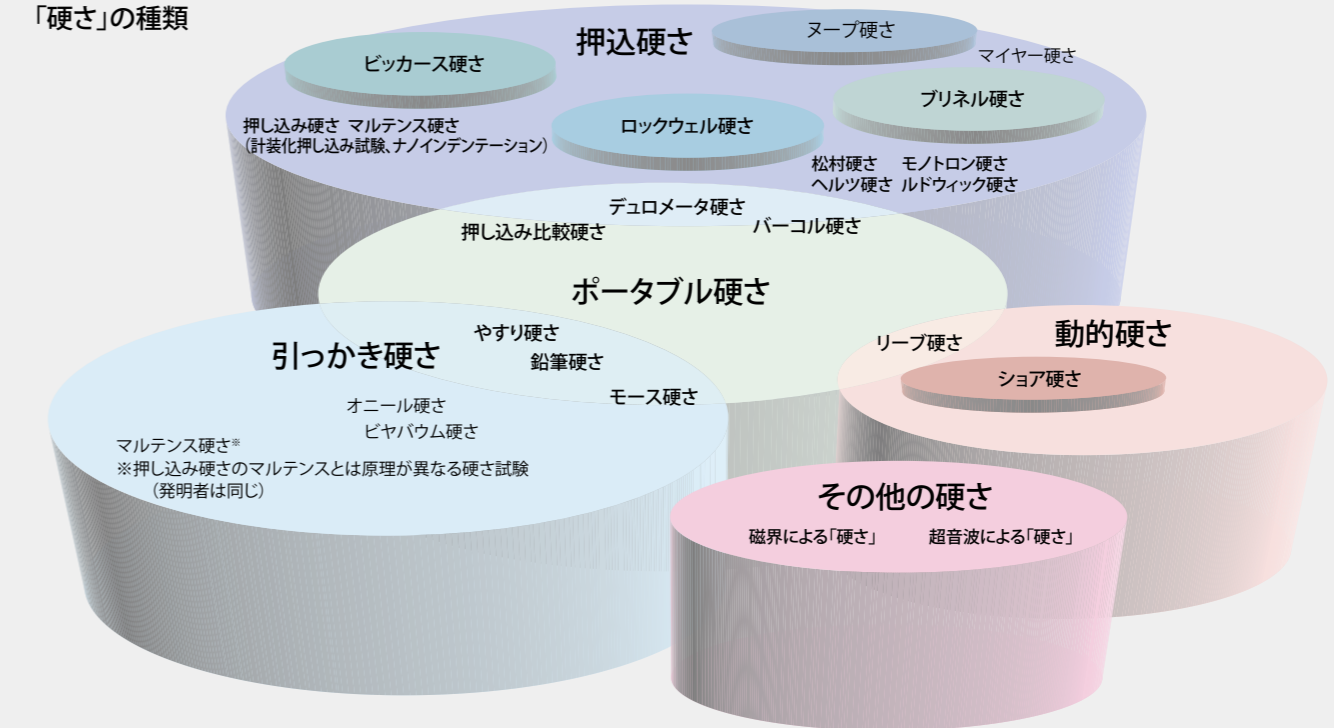 「硬さ」の種類
押込硬さ
ヌープ硬さ
マイヤー硬さ
ビッカース硬さ
ブリネル硬さ
ロックウェル硬さ
押し込み硬さ マルテンス硬さ
（計装化押し込み試験、ナノインデンテーション）
松村硬さ モノトロン硬さ
ヘルツ硬さ ルドウィック硬さ
デュロメータ硬さ
押し込み比較硬さ
バーコル硬さ
ポータブル硬さ
引っかき硬さ
やすり硬さ
鉛筆硬さ
モース硬さ
オニール硬さ
ビヤバウム硬さ
マルテンス硬さ※
※押し込み硬さのマルテンスとは原理が異なる硬さ試験
（発明者は同じ）
動的硬さ
リーブ硬さ
ショア硬さ
その他の硬さ
磁界による「硬さ」 超音波による「硬さ」